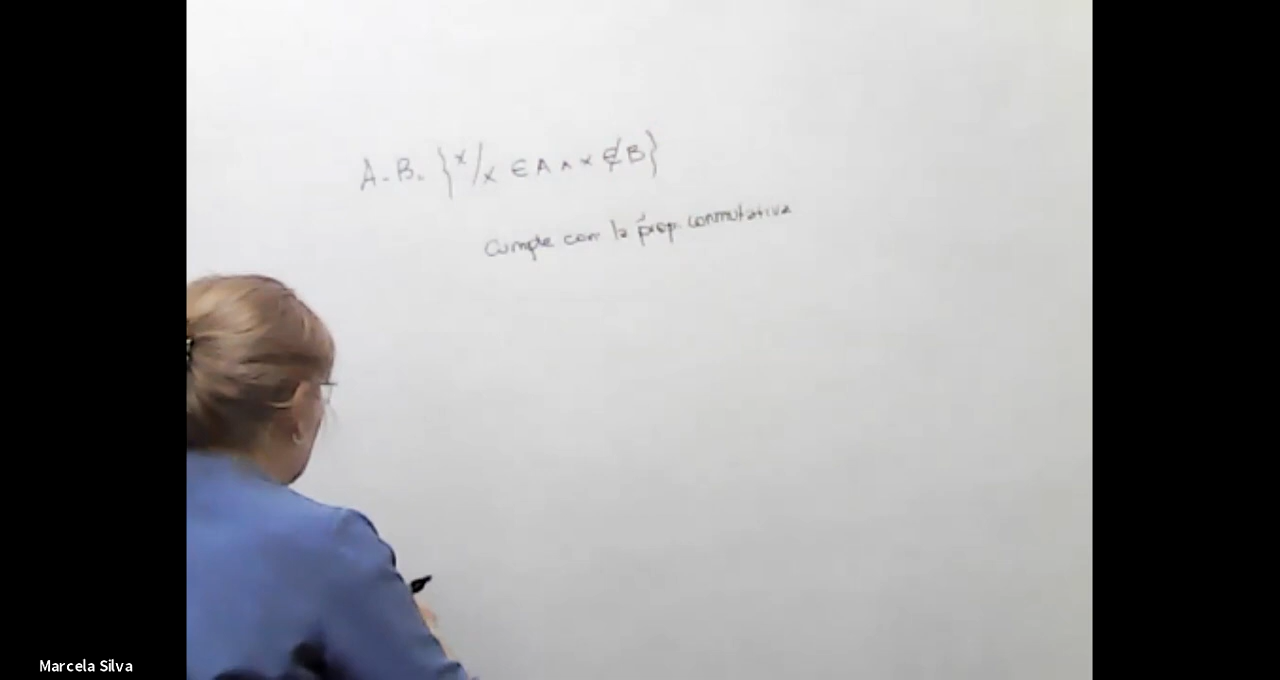 A-B= {x/x ∈ A ∧ x ∉ B}
Cumple con la prop. conmutativa
Marcela Silva